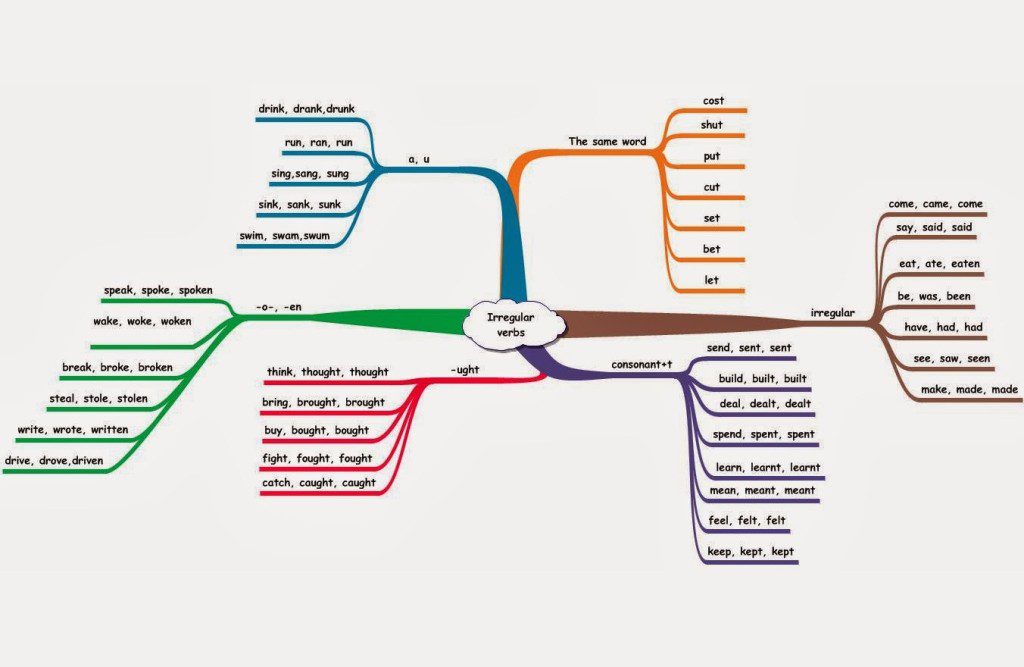 Irregular
verbs
a, u
drink, drank,drunk
run, ran, run
sing,sang, sung
sink, sank, sunk
swim, swam,swum
The same word
cost
shut
put
cut
set
bet
let
-o-, -en
speak, spoke, spoken
wake, woke, woken
break, broke, broken
steal, stole, stolen
write, wrote, written
drive, drove,driven
-ught
think, thought, thought
bring, brought, brought
buy, bought, bought
fight, fought, fought
catch, caught, caught
consonant+t
send, sent, sent
build, built, built
deal, dealt, dealt
spend, spent, spent
learn, learnt, learnt
mean, meant, meant
feel, felt, felt
keep, kept, kept
irregular
come, came, come
say, said, said
eat, ate, eaten
be, was, been
have, had, had
see, saw, seen
make, made, made